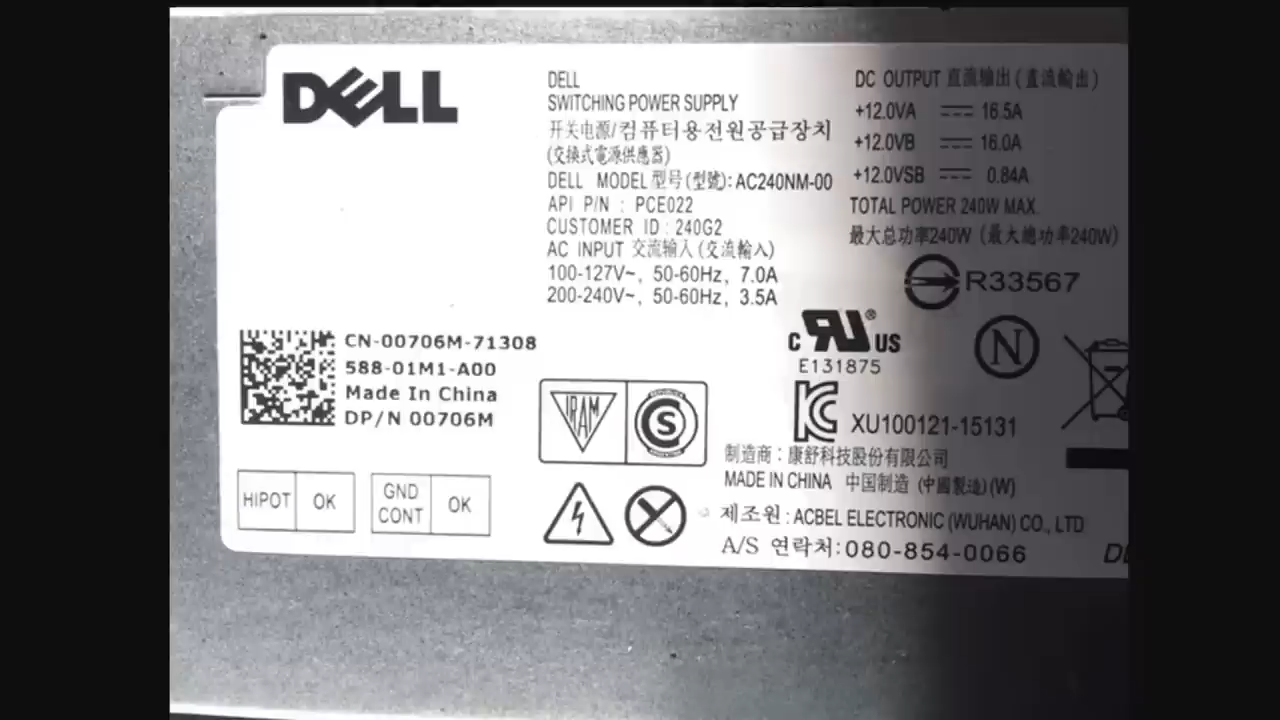 DELL
DELL
SWITCHING POWER SUPPLY
开关电源/컴퓨터용전원공급장치
(交換式電源供應器)
DELL MODEL 型号(型號): AC240NM-00
API P/N : PCE022
CUSTOMER ID : 240G2
AC INPUT 交流输入(交流輸入)
100-127V~, 50-60Hz, 7.0A
200-240V~, 50-60Hz, 3.5A
DC OUTPUT 直流输出(直流輸出)
+12.0VA 16.5A
+12.0VB 16.0A
+12.0VSB 0.84A
TOTAL POWER 240W MAX.
最大总功率240W (最大總功率240W)
R33567
C RU ® US
E131875
N
CN-00706M-71308
588-01M1-A00
Made In China
DP/N 00706M
IRAM
S
KC XU100121-15131
制造商：康舒科技股份有限公司
MADE IN CHINA 中国制造 (中國製造)(W)
제조원: ACBEL ELECTRONIC (WUHAN) CO., LTD
A/S 연락처:080-854-0066
HIPOT OK
GND CONT OK